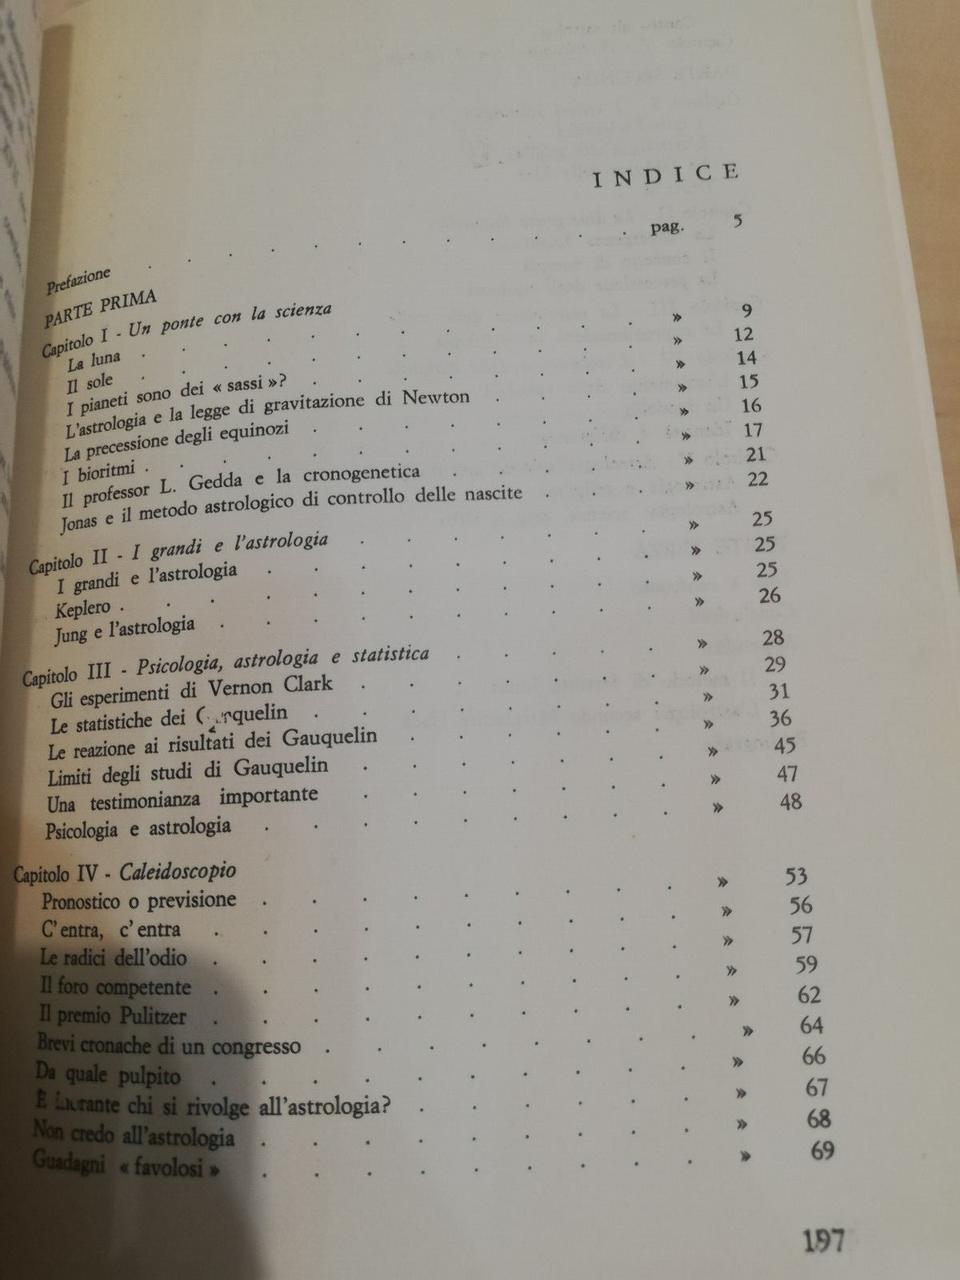 INDICE
Prefazione . . . . . . . . . . . pag. 5
PARTE PRIMA
Capitolo I - Un ponte con la scienza
La luna . . . . . . . . . . . . » 9
Il sole . . . . . . . . . . . . » 12
I pianeti sono dei « sassi »? . . . . . . . . » 14
L'astrologia e la legge di gravitazione di Newton . . . . » 15
La precessione degli equinozi . . . . . . . . » 16
I bioritmi . . . . . . . . . . . » 17
Il professor L. Gedda e la cronogenetica . . . . . » 21
Jonas e il metodo astrologico di controllo delle nascite . . . » 22
Capitolo II - I grandi e l'astrologia . . . . . . » 25
I grandi e l'astrologia . . . . . . . . . » 25
Keplero . . . . . . . . . . . . » 25
Jung e l'astrologia . . . . . . . . . . » 26
Capitolo III - Psicologia, astrologia e statistica . . . . » 28
Gli esperimenti di Vernon Clark . . . . . . » 29
Le statistiche dei . . . . . . . » 31
Le reazione ai risultati dei Gauquelin . . . . . » 36
Limiti degli studi di Gauquelin . . . . . . » 45
Una testimonianza importante . . . . . . » 47
Psicologia e astrologia . . . . . . . . » 48
Capitolo IV - Caleidoscopio
Pronostico o previsione . . . . . . . . » 53
C'entra, c'entra . . . . . . . . . » 56
Le radici dell'odio . . . . . . . . . » 57
Il foro competente . . . . . . . . . » 59
Il premio Pulitzer . . . . . . . . . » 62
Brevi cronache di un congresso . . . . . . . » 64
Da quale pulpito . . . . . . . . . » 66
È chi si rivolge all'astrologia? . . . . . . » 67
Non credo all'astrologia . . . . . . . . » 68
Guadagni « favolosi » . . . . . . . . » 69
197